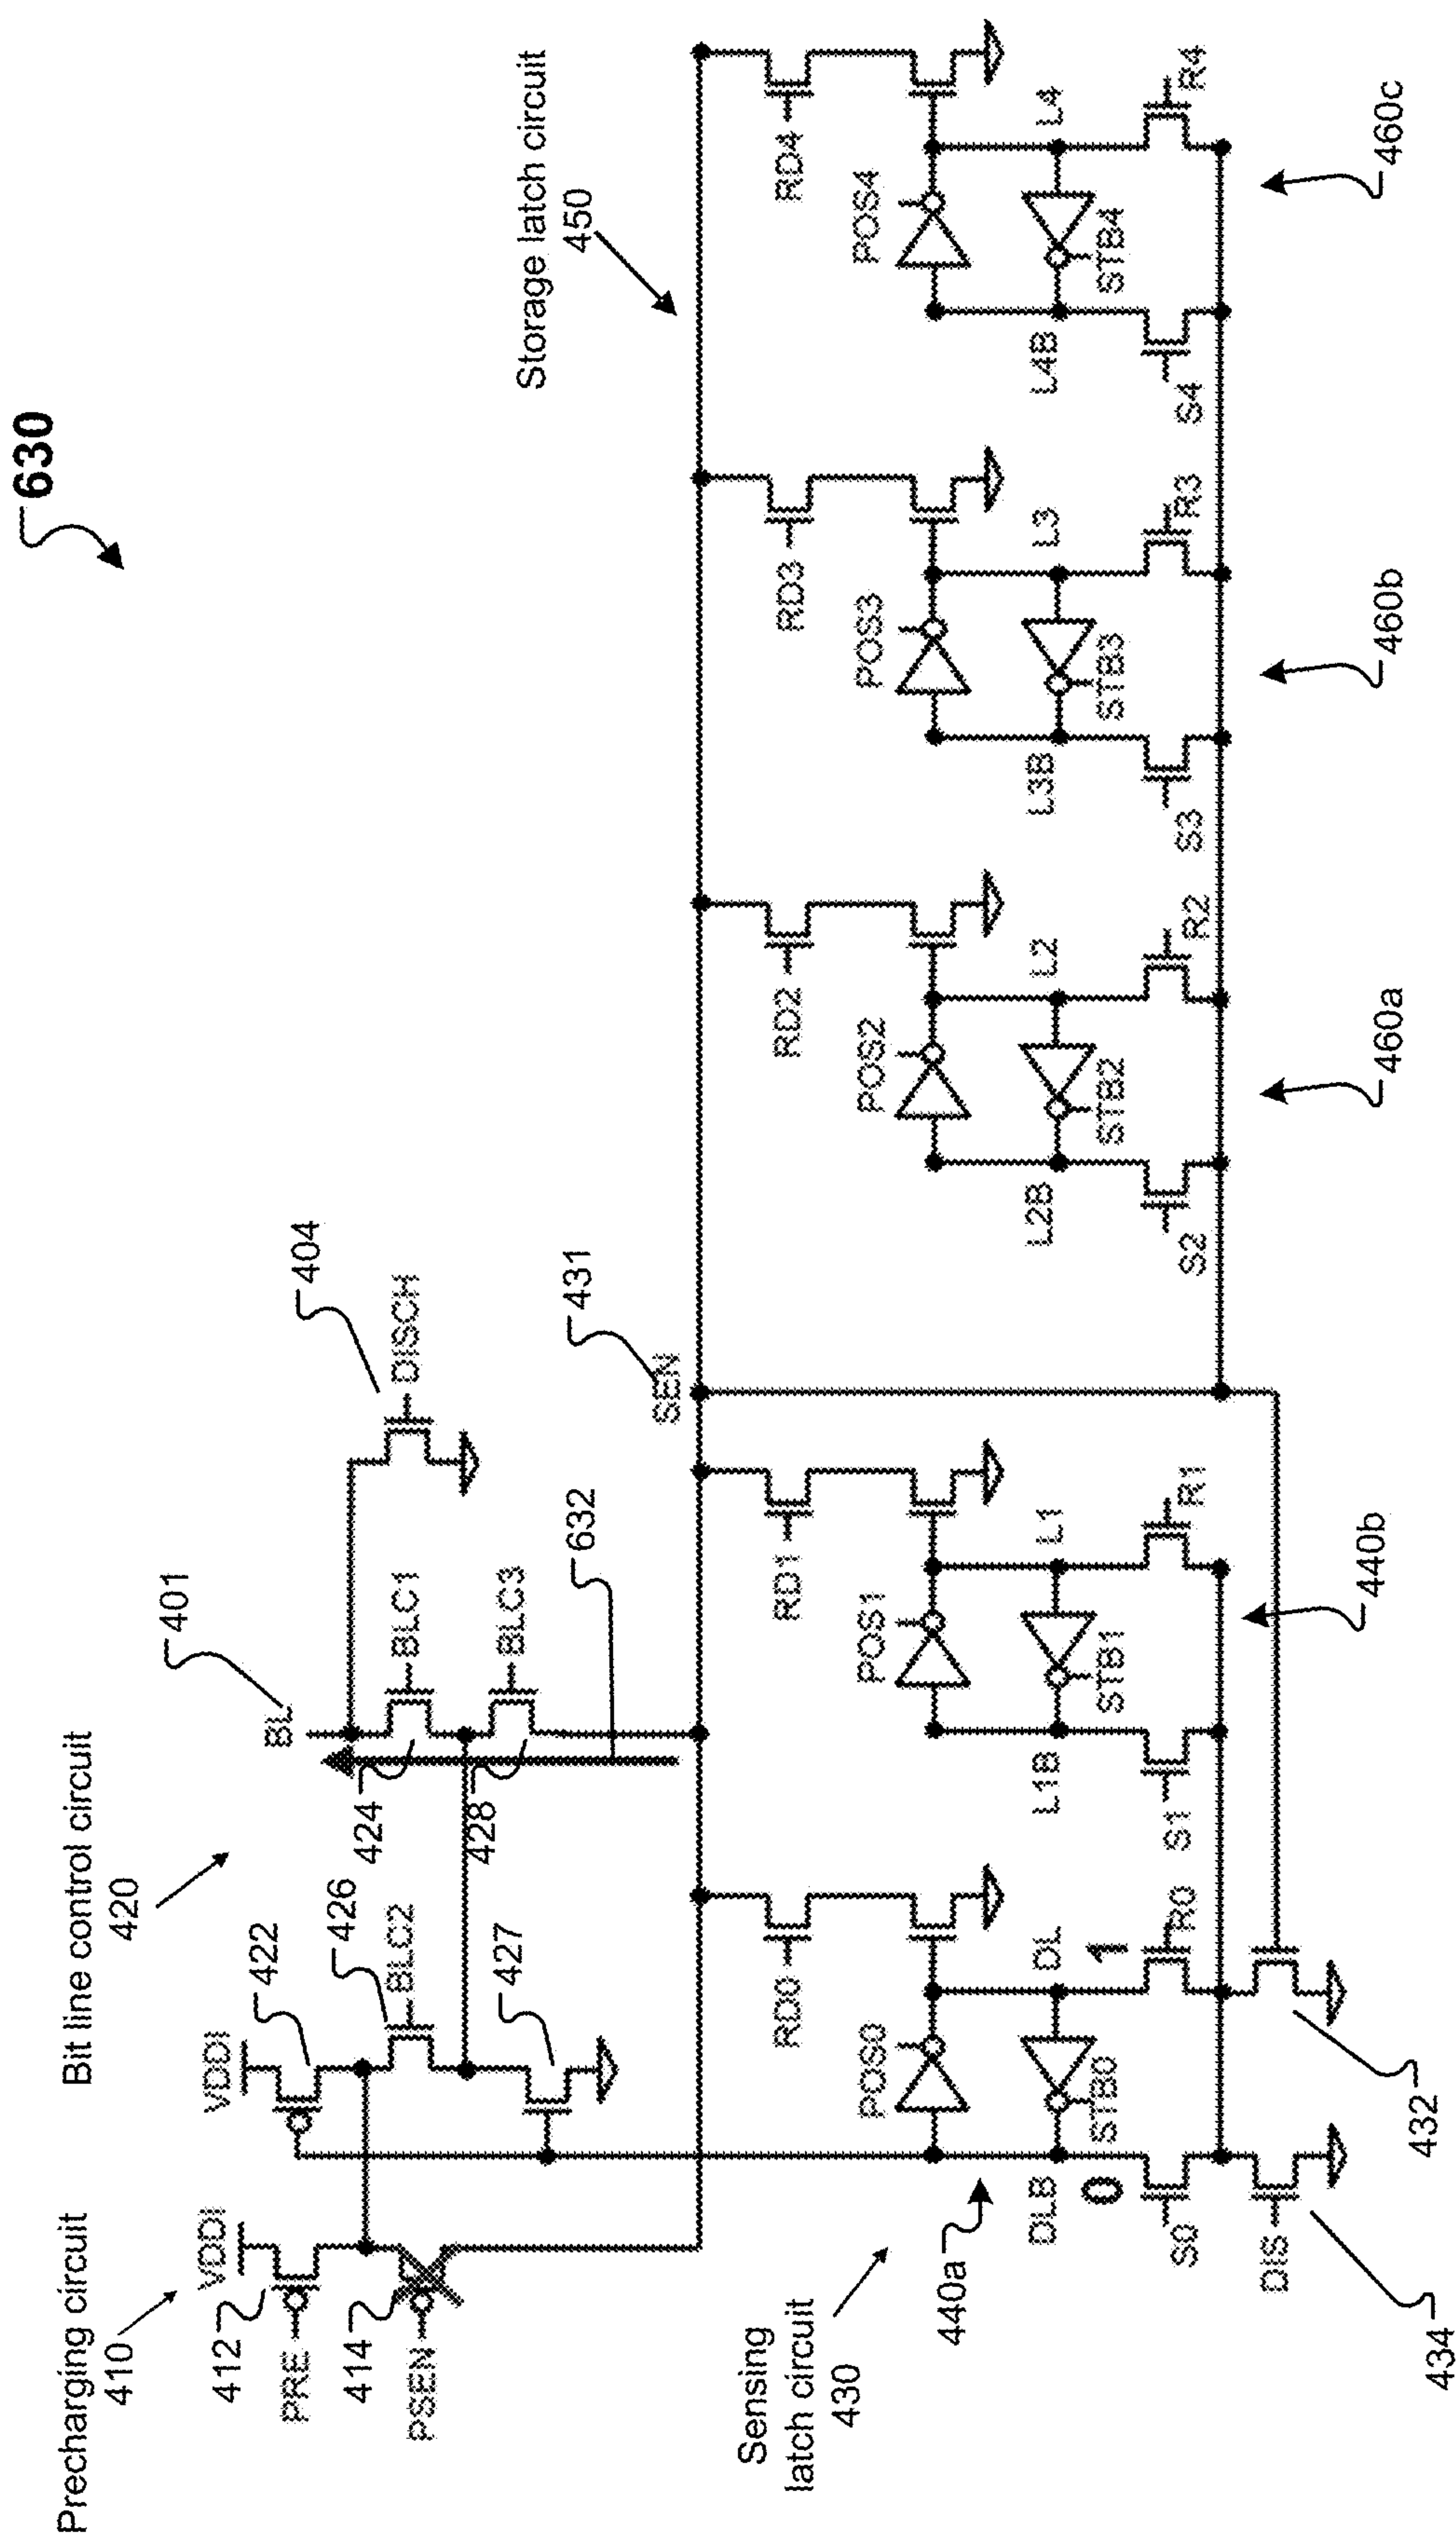 630
Precharging circuit
410
Bit line control circuit
420
VDDI
412
PRE
414
PSEN
VDDI
422
426
BLC2
427
BL
401
424
BLC1
428
BLC3
632
404
DISCH
SEN
431
Storage latch circuit
450
Sensing
latch circuit
430
440a
RD0
POS0
DL
1
DLB
0
STB0
S0
R0
DIS
434
432
RD1
POS1
L1
L1B
STB1
S1
R1
440b
RD2
POS2
L2
L2B
STB2
S2
R2
460a
RD3
POS3
L3
L3B
STB3
S3
R3
460b
RD4
POS4
L4
L4B
STB4
S4
R4
460c